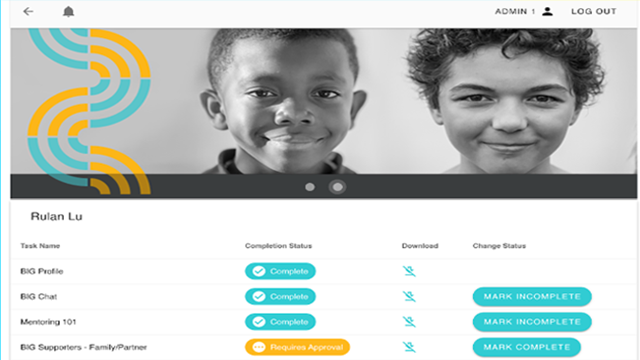 ADMIN 1 LOG OUT
Rulan Lu
Task Name Completion Status Download Change Status
BIG Profile Complete
BIG Chat Complete MARK INCOMPLETE
Mentoring 101 Complete MARK INCOMPLETE
BIG Supporters - Family/Partner Requires Approval MARK COMPLETE